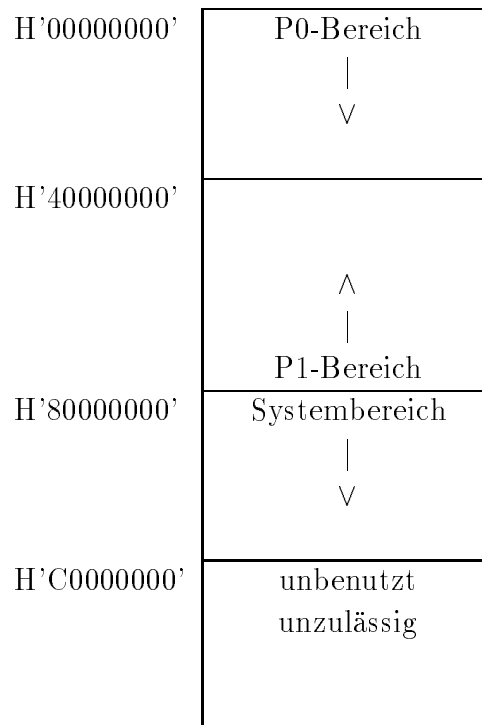 H'00000000' P0-Bereich
|
∨
H'40000000'
∧
|
P1-Bereich
H'80000000' Systembereich
|
∨
H'C0000000' unbenutzt
unzulässig